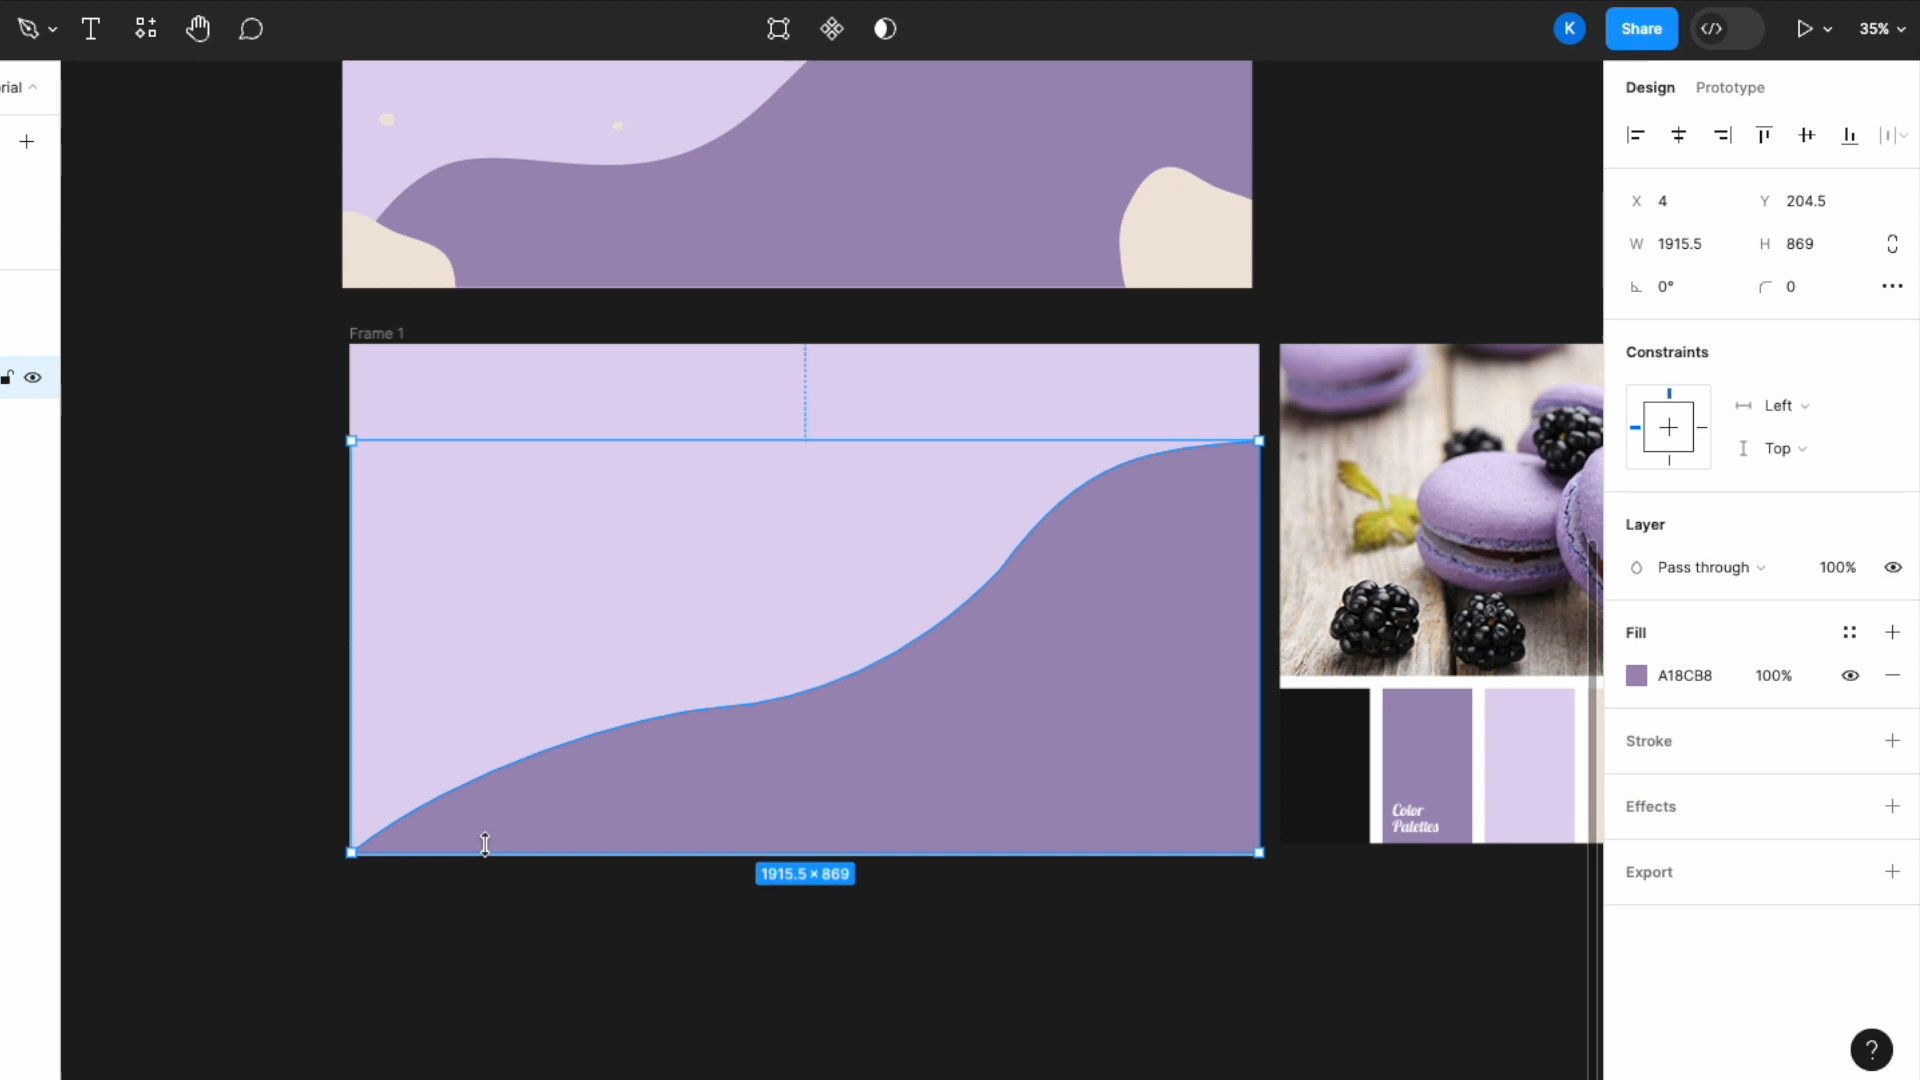 K
Share
35%
rial
Design
Prototype
X 4
Y 204.5
W 1915.5
H 869
0°
0
Constraints
Left
Top
Frame 1
Layer
Pass through
100%
Fill
A18CB8
100%
Stroke
Color
Palettes
Effects
1915.5 × 869
Export
?